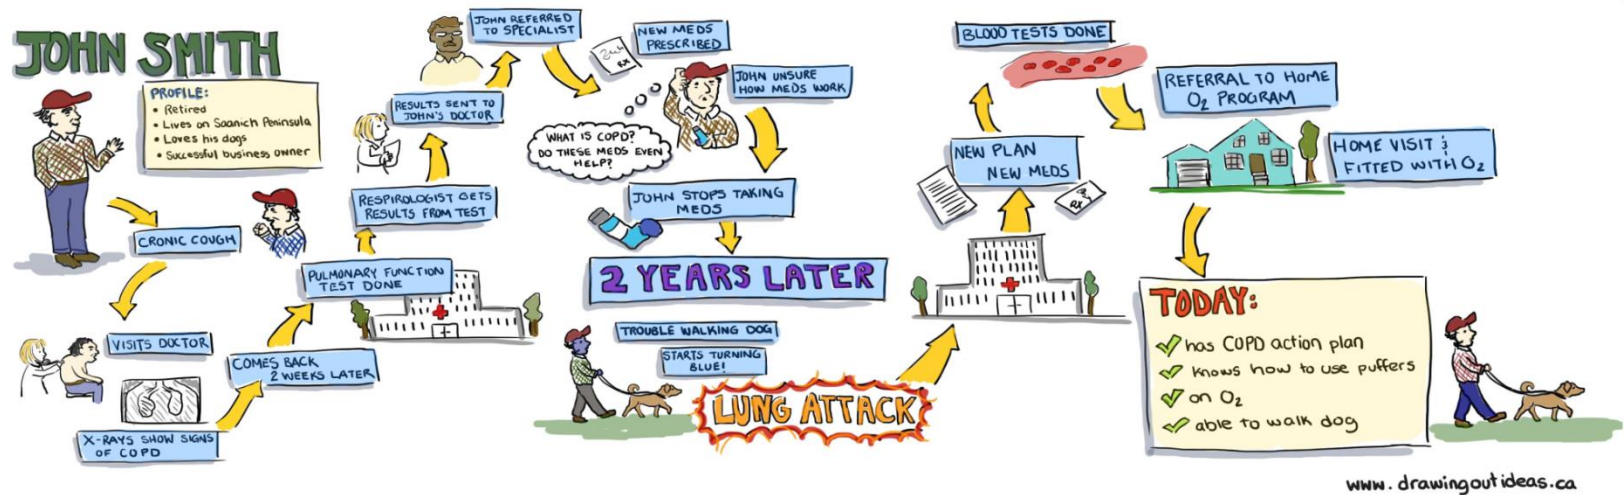 JOHN SMITH
PROFILE:
• Retired
• Lives on Saanich Peninsula
• Loves his dogs
• Successful business owner
CRONIC COUGH
VISITS DOCTOR
X-RAYS SHOW SIGNS
OF COPD
COMES BACK
2 WEEKS LATER
PULMONARY FUNCTION
TEST DONE
RESPIROLOGIST GETS
RESULTS FROM TEST
RESULTS SENT TO
JOHN'S DOCTOR
JOHN REFERRED
TO SPECIALIST
NEW MEDS
PRESCRIBED
RX
JOHN UNSURE
HOW MEDS WORK
WHAT IS COPD?
DO THESE MEDS EVEN
HELP?
JOHN STOPS TAKING
MEDS
2 YEARS LATER
TROUBLE WALKING DOG
STARTS TURNING
BLUE!
LUNG ATTACK
NEW PLAN
NEW MEDS
RX
BLOOD TESTS DONE
REFERRAL TO HOME
O2 PROGRAM
HOME VISIT &
FITTED WITH O2
TODAY:
✓ has COPD action plan
✓ knows how to use puffers
✓ on O2
✓ able to walk dog
www.drawingoutideas.ca